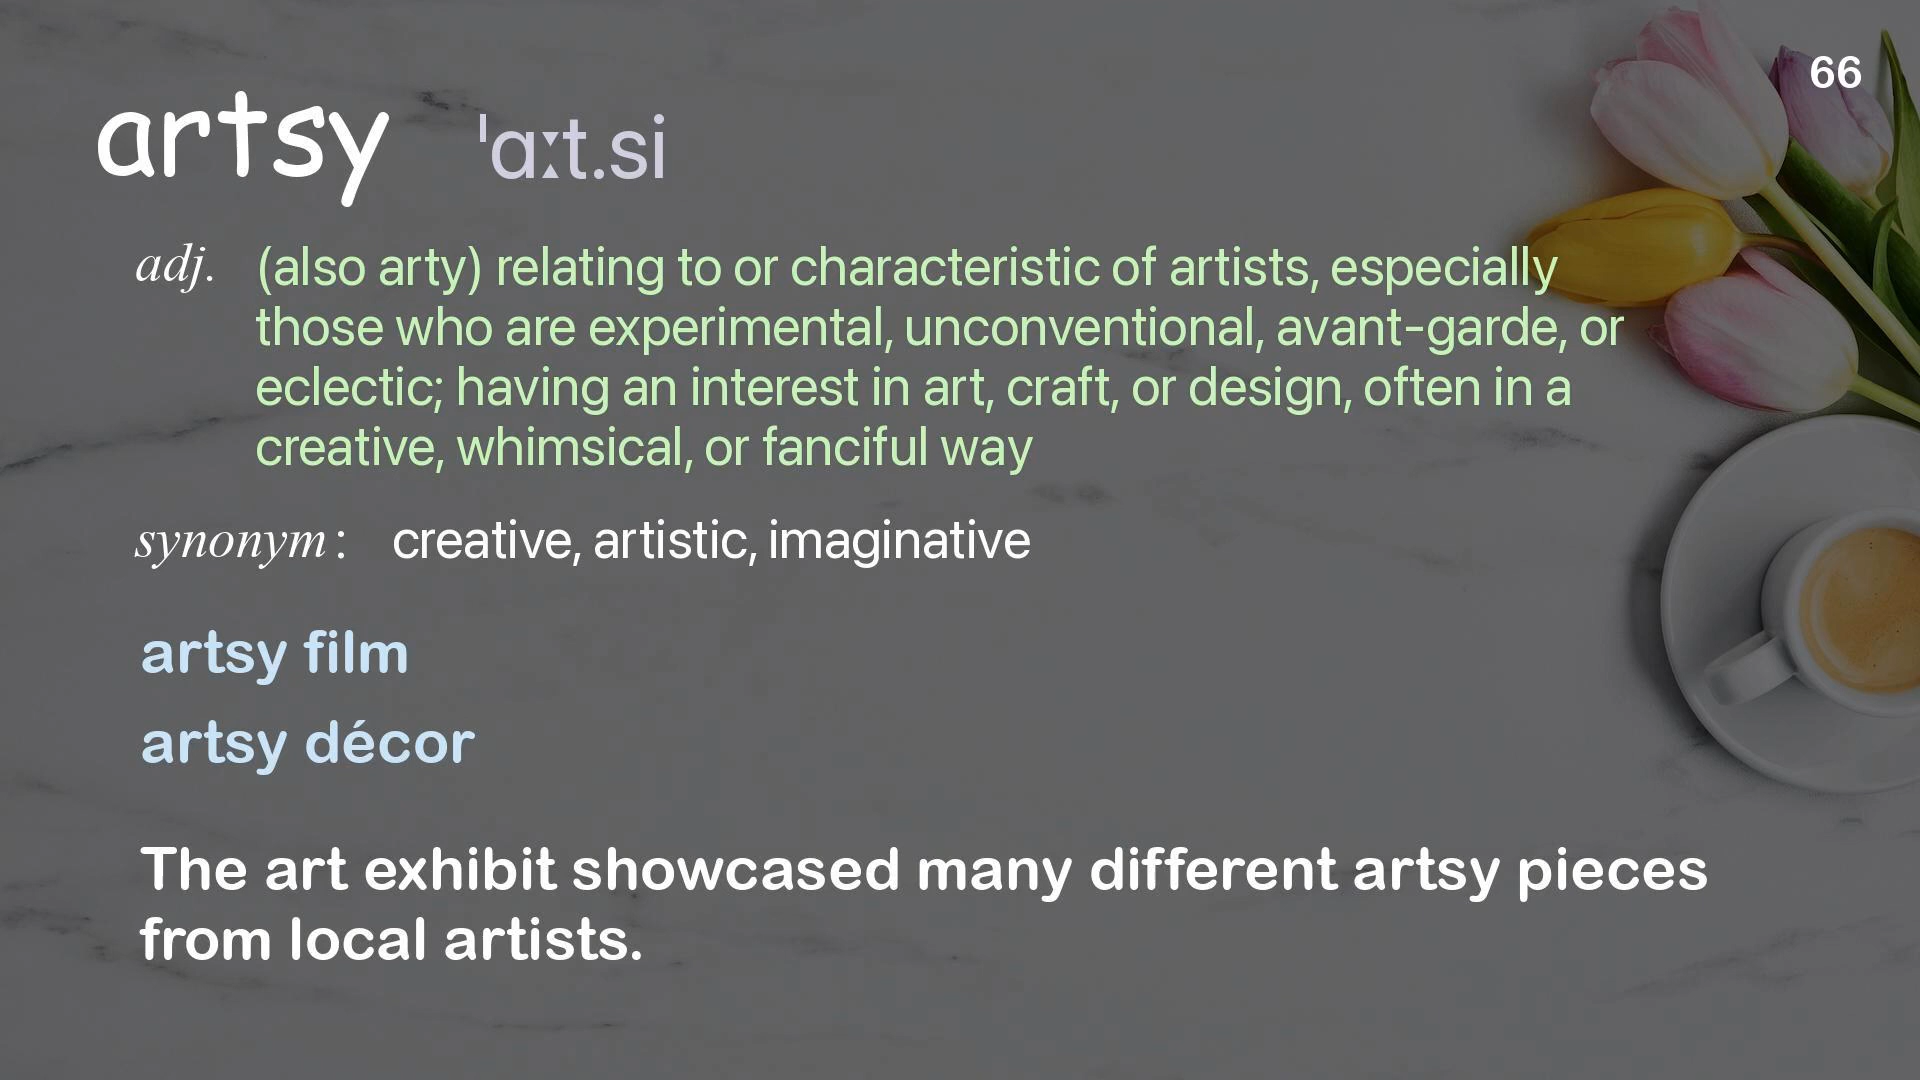 66
artsy ˈɑːt.si
adj. (also arty) relating to or characteristic of artists, especially
those who are experimental, unconventional, avant-garde, or
eclectic; having an interest in art, craft, or design, often in a
creative, whimsical, or fanciful way
synonym : creative, artistic, imaginative
artsy film
artsy décor
The art exhibit showcased many different artsy pieces
from local artists.